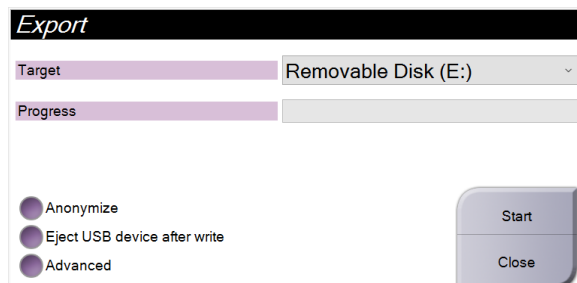 Export
Target
Removable Disk (E:)
Progress
Anonymize
Eject USB device after write
Advanced
Start
Close